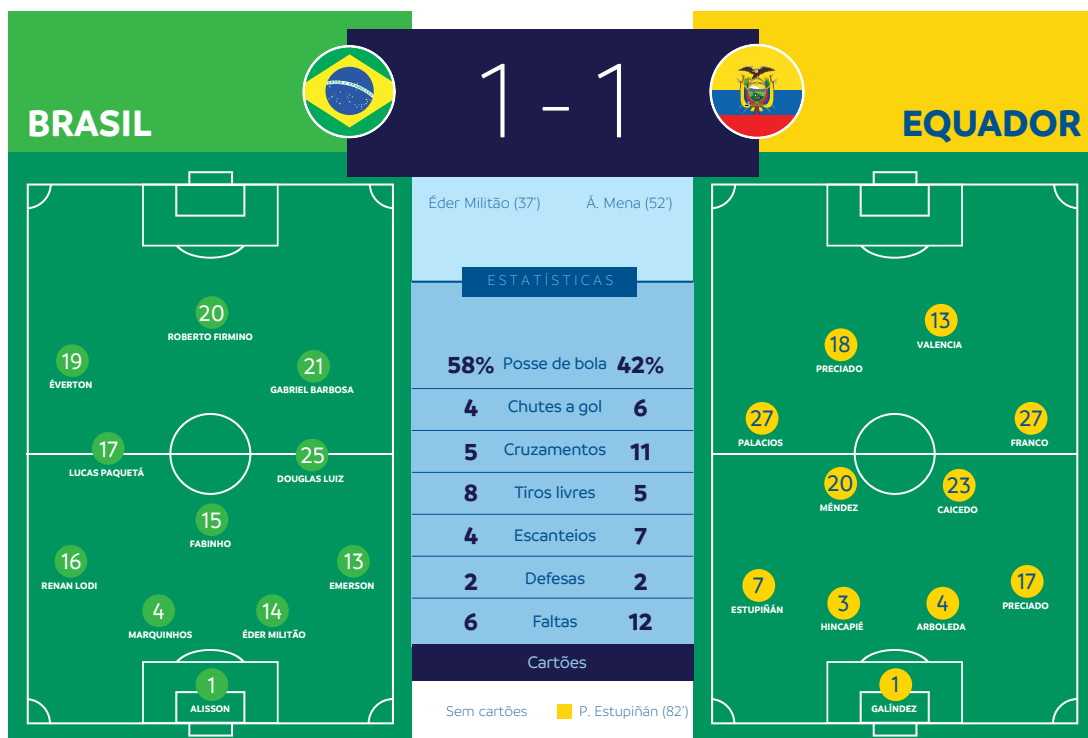 BRASIL
1 - 1
EQUADOR
Éder Militão (37')
Á. Mena (52')
ESTATÍSTICAS
58% Posse de bola 42%
4 Chutes a gol 6
5 Cruzamentos 11
8 Tiros livres 5
4 Escanteios 7
2 Defesas 2
6 Faltas 12
Cartões
Sem cartões
P. Estupiñán (82')
20
ROBERTO FIRMINO
19
ÉVERTON
21
GABRIEL BARBOSA
17
LUCAS PAQUETÁ
25
DOUGLAS LUIZ
15
FABINHO
16
RENAN LODI
13
EMERSON
4
MARQUINHOS
14
ÉDER MILITÃO
1
ALISSON
13
VALENCIA
18
PRECIADO
27
PALACIOS
27
FRANCO
20
MÉNDEZ
23
CAICEDO
7
ESTUPIÑÁN
3
HINCAPIÉ
4
ARBOLEDA
17
PRECIADO
1
GALÍNDEZ